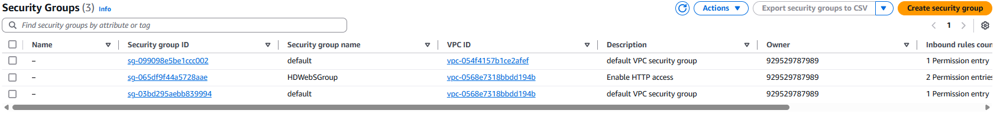 Security Groups (3) Info
Actions Export security groups to CSV Create security group
Find security groups by attribute or tag
1
Name Security group ID Security group name VPC ID Description Owner Inbound rules coun
– sg-099098e5be1ccc002 default vpc-054f4157b1ce2afef default VPC security group 929529787989 1 Permission entry
– sg-065df9f44a5728aae HDWebSGroup vpc-0568e7318bbdd194b Enable HTTP access 929529787989 2 Permission entries
– sg-03bd295aebb839994 default vpc-0568e7318bbdd194b default VPC security group 929529787989 1 Permission entry